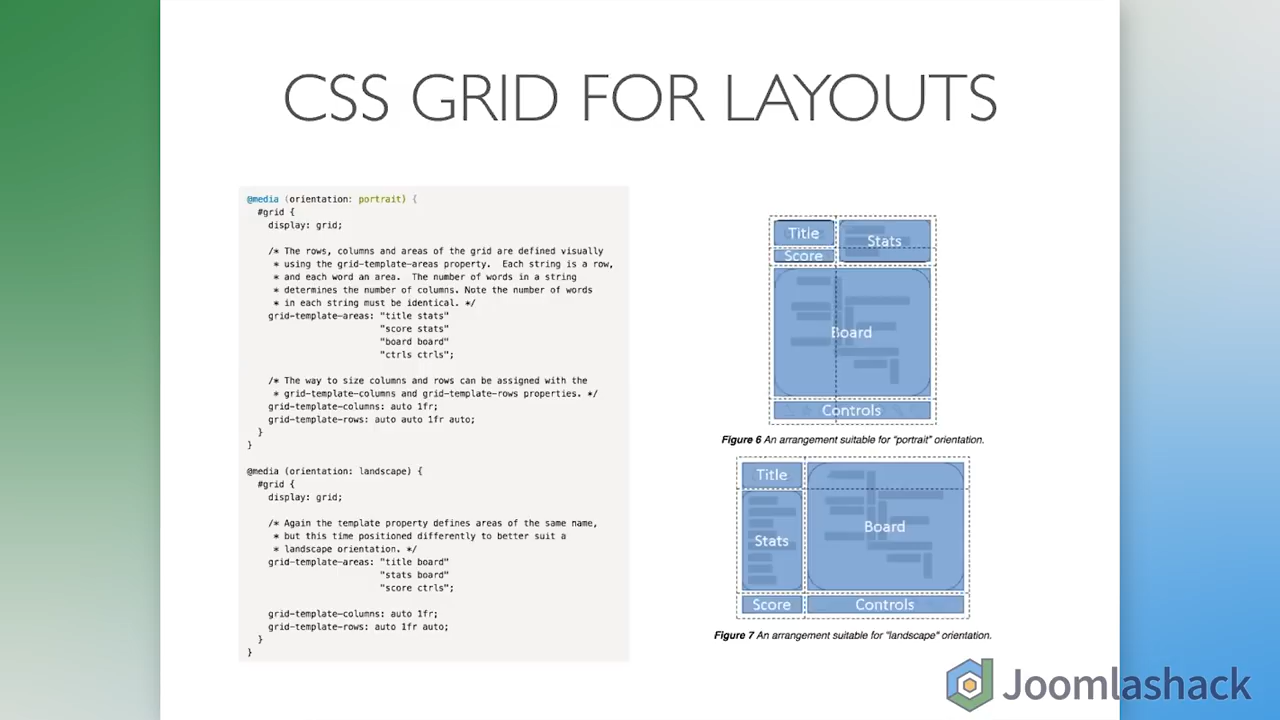 CSS GRID FOR LAYOUTS
@media (orientation: portrait) {
#grid {
display: grid;
/* The rows, columns and areas of the grid are defined visually
* using the grid-template-areas property.  Each string is a row,
* and each word an area.  The number of words in a string
* determines the number of columns. Note the number of words
* in each string must be identical. */
grid-template-areas: "title stats"
"score stats"
"board board"
"ctrls ctrls";
/* The way to size columns and rows can be assigned with the
* grid-template-columns and grid-template-rows properties. */
grid-template-columns: auto 1fr;
grid-template-rows: auto auto 1fr auto;
}
}
@media (orientation: landscape) {
#grid {
display: grid;
/* Again the template property defines areas of the same name,
* but this time positioned differently to better suit a
* landscape orientation. */
grid-template-areas: "title board"
"stats board"
"score ctrls";
grid-template-columns: auto 1fr;
grid-template-rows: auto 1fr auto;
}
}
Title
Stats
Score
Board
Controls
Figure 6 An arrangement suitable for "portrait" orientation.
Title
Board
Stats
Score
Controls
Figure 7 An arrangement suitable for "landscape" orientation.
Joomlashack